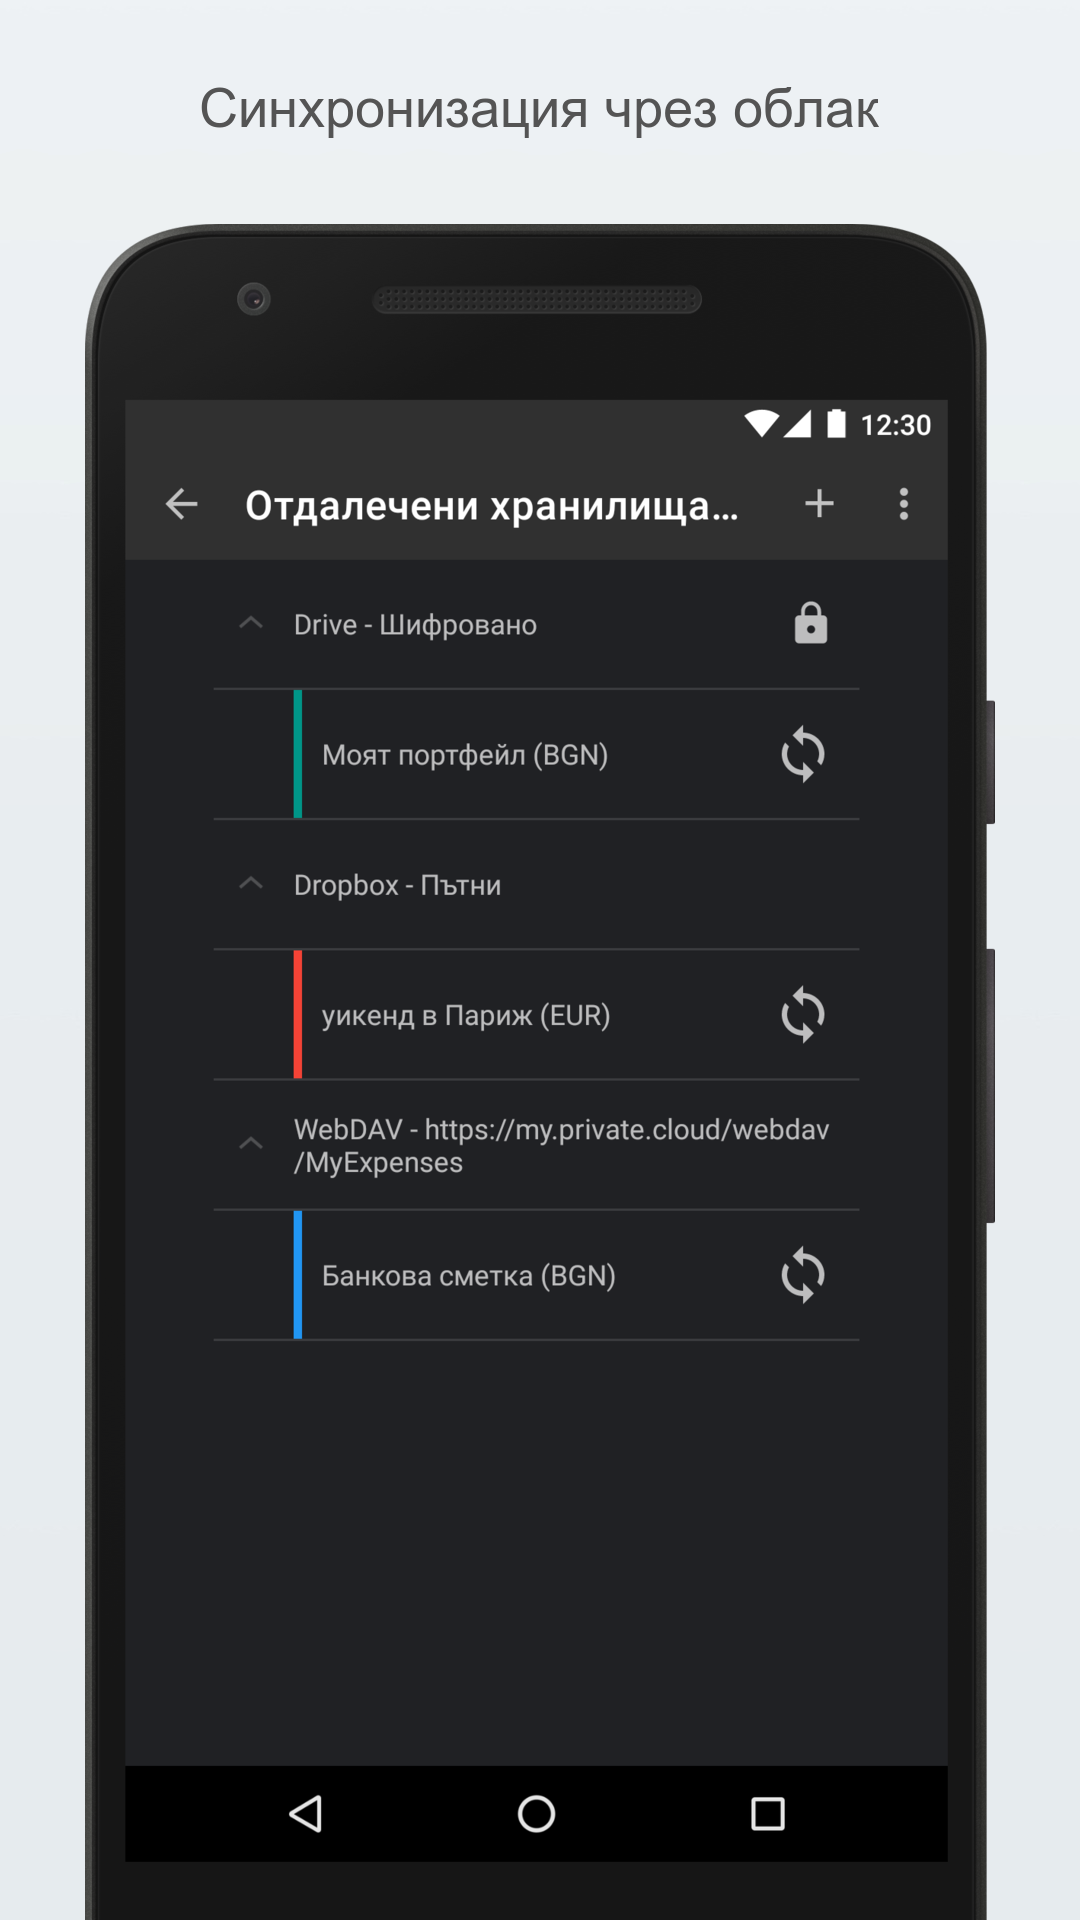 Синхронизация чрез облак
12:30
Отдалечени хранилища…
Drive - Шифровано
Моят портфейл (BGN)
Dropbox - Пътни
уикенд в Париж (EUR)
WebDAV - https://my.private.cloud/webdav
/MyExpenses
Банкова сметка (BGN)